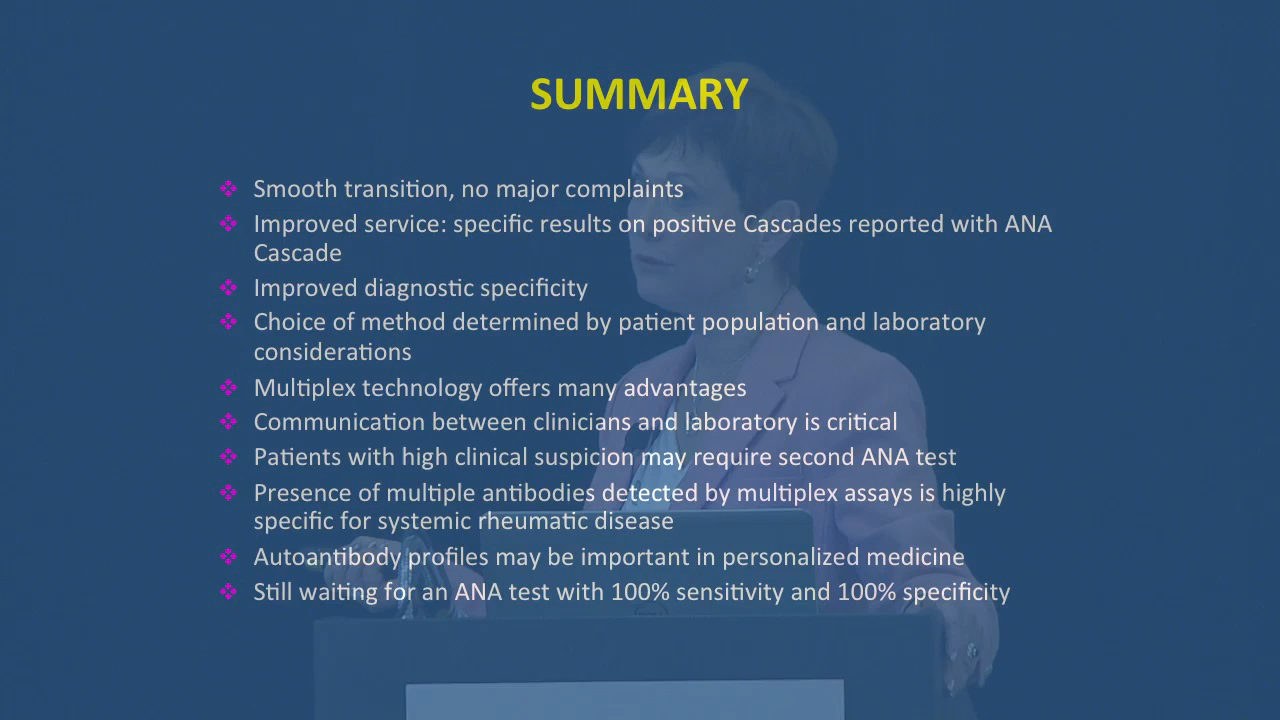 SUMMARY
❖ Smooth transition, no major complaints
❖ Improved service: specific results on positive Cascades reported with ANA
Cascade
❖ Improved diagnostic specificity
❖ Choice of method determined by patient population and laboratory
considerations
❖ Multiplex technology offers many advantages
❖ Communication between clinicians and laboratory is critical
❖ Patients with high clinical suspicion may require second ANA test
❖ Presence of multiple antibodies detected by multiplex assays is highly
specific for systemic rheumatic disease
❖ Autoantibody profiles may be important in personalized medicine
❖ Still waiting for an ANA test with 100% sensitivity and 100% specificity